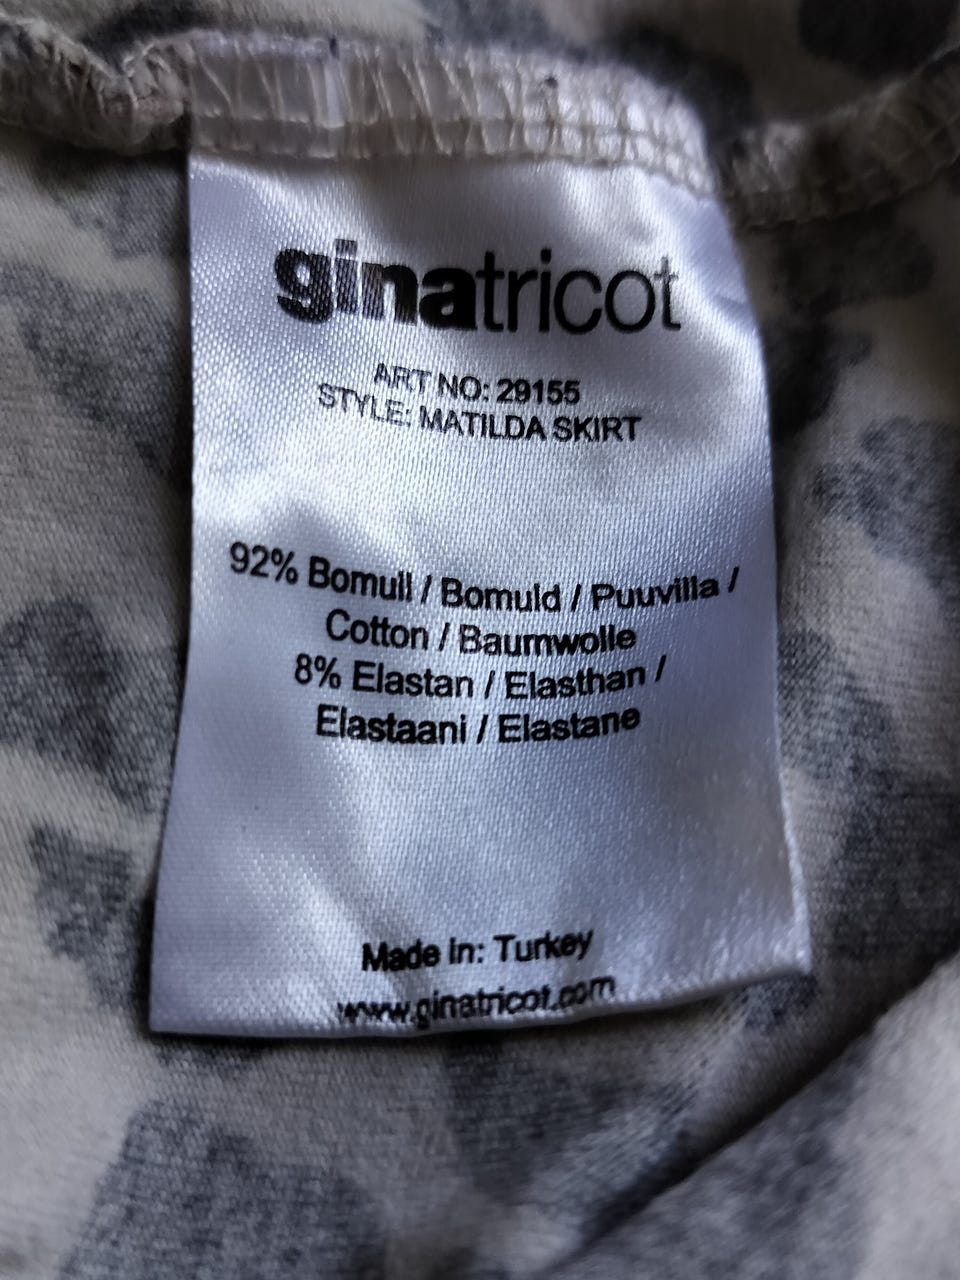 ginatricot
ART NO: 29155
STYLE: MATILDA SKIRT
92% Bomull / Bomuld / Puuvilla /
Cotton / Baumwolle
8% Elastan / Elasthan /
Elastaani / Elastane
Made in: Turkey
www.ginatricot.com